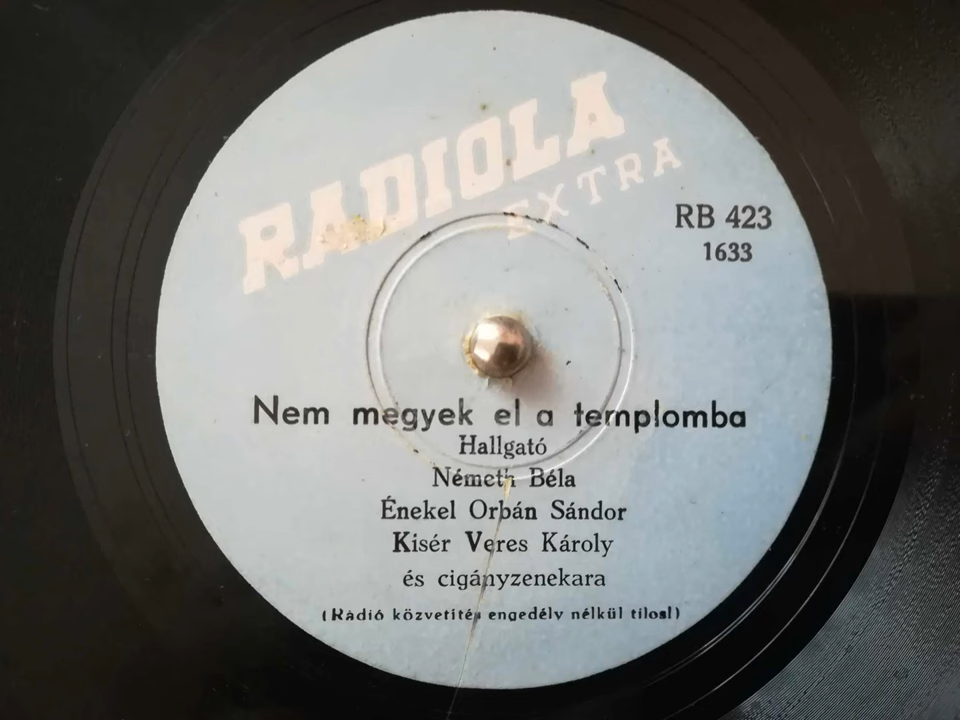 RADIOLA
EXTRA
RB 423
1633
Nem megyek el a templomba
Hallgató
Németh Béla
Énekel Orbán Sándor
Kisér Veres Károly
és cigányzenekara
(Rádió közvetités engedély nélkül tilos!)